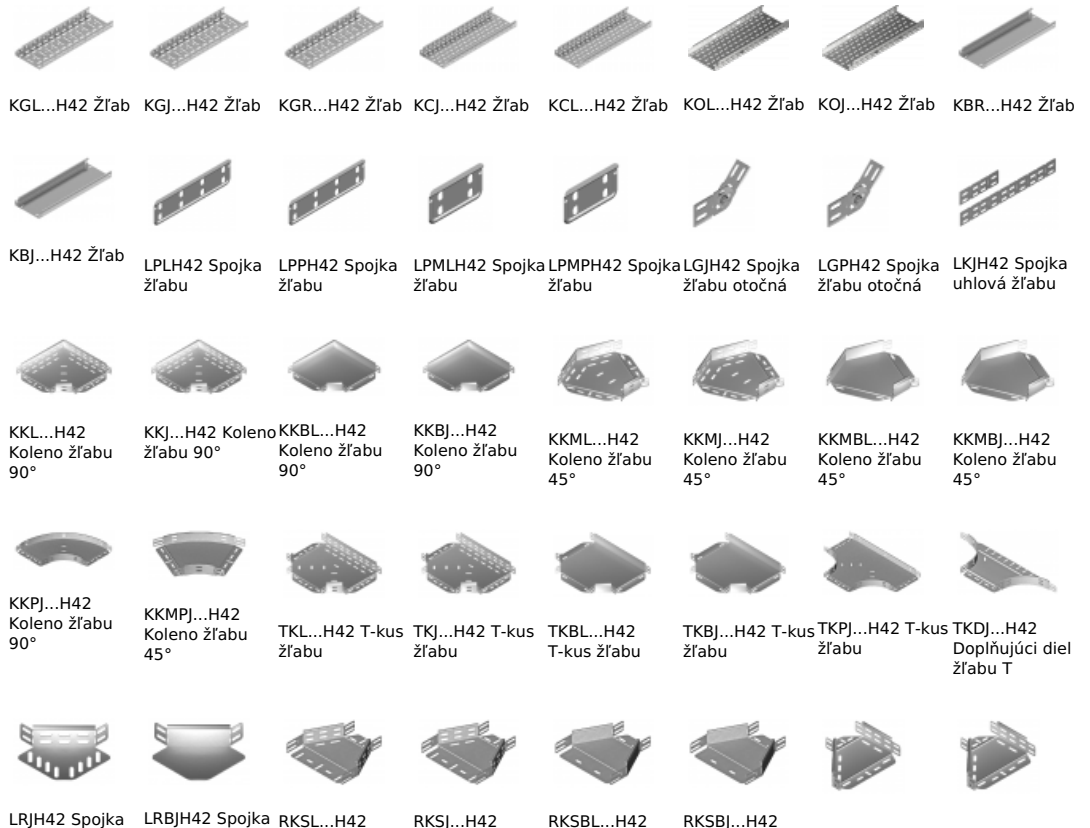 KGL...H42 Žľab
KGJ...H42 Žľab
KGR...H42 Žľab
KCJ...H42 Žľab
KCL...H42 Žľab
KOL...H42 Žľab
KOJ...H42 Žľab
KBR...H42 Žľab
KBJ...H42 Žľab
LPLH42 Spojka
žľabu
LPPH42 Spojka
žľabu
LPMLH42 Spojka
žľabu
LPMPH42 Spojka
žľabu
LGJH42 Spojka
žľabu otočná
LGPH42 Spojka
žľabu otočná
LKJH42 Spojka
uhlová žľabu
KKL...H42
Koleno žľabu
90°
KKJ...H42 Koleno
žľabu 90°
KKBL...H42
Koleno žľabu
90°
KKBJ...H42
Koleno žľabu
90°
KKML...H42
Koleno žľabu
45°
KKMJ...H42
Koleno žľabu
45°
KKMBL...H42
Koleno žľabu
45°
KKMBJ...H42
Koleno žľabu
45°
KKPJ...H42
Koleno žľabu
90°
KKMPJ...H42
Koleno žľabu
45°
TKL...H42 T-kus
žľabu
TKJ...H42 T-kus
žľabu
TKBL...H42
T-kus žľabu
TKBJ...H42 T-kus
žľabu
TKPJ...H42 T-kus
žľabu
TKDJ...H42
Doplňujúci diel
žľabu T
LRJH42 Spojka
LRBJH42 Spojka
RKSL...H42
RKSJ...H42
RKSBL...H42
RKSBJ...H42